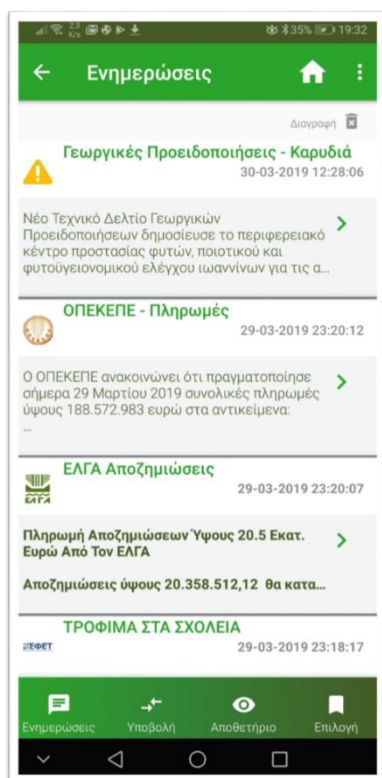 2,3
K/s
35%
19:32
Ενημερώσεις
Διαγραφή
Γεωργικές Προειδοποιήσεις - Καρυδιά
30-03-2019 12:28:06
Νέο Τεχνικό Δελτίο Γεωργικών
Προειδοποιήσεων δημοσίευσε το περιφερειακό
κέντρο προστασίας φυτών, ποιοτικού και
φυτοϋγειονομικού ελέγχου ιωαννίνων για τις α...
ΟΠΕΚΕΠΕ - Πληρωμές
29-03-2019 23:20:12
Ο ΟΠΕΚΕΠΕ ανακοινώνει ότι πραγματοποίησε
σήμερα 29 Μαρτίου 2019 συνολικές πληρωμές
ύψους 188.572.983 ευρώ στα αντικείμενα:
...
ΕΛΓΑ Αποζημιώσεις
29-03-2019 23:20:07
ΕΛΓΑ
Πληρωμή Αποζημιώσεων Ύψους 20.5 Εκατ.
Ευρώ Από Τον ΕΛΓΑ
Αποζημιώσεις ύψους 20.358.512,12 θα κατα...
ΤΡΟΦΙΜΑ ΣΤΑ ΣΧΟΛΕΙΑ
ΕΦΕΤ
29-03-2019 23:18:17
Ενημερώσεις Υποβολή Αποθετήριο Επιλογή